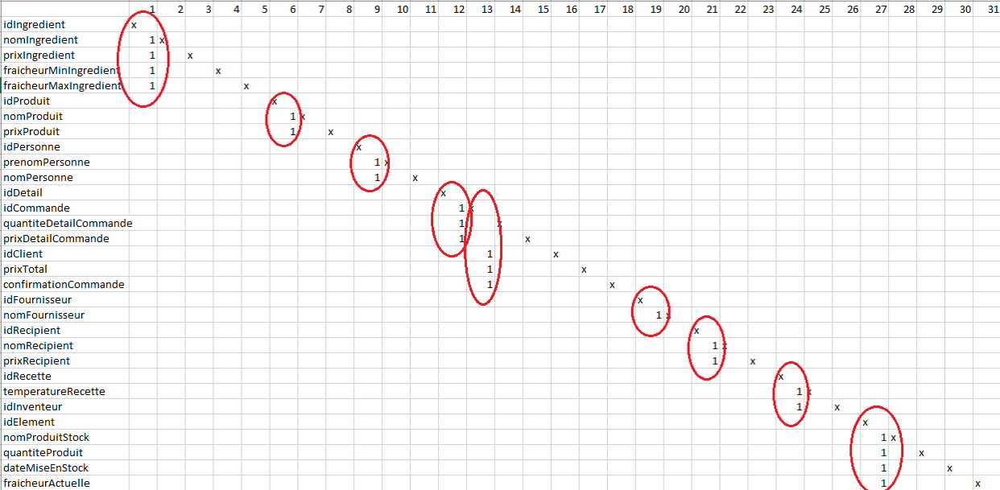 1 2 3 4 5 6 7 8 9 10 11 12 13 14 15 16 17 18 19 20 21 22 23 24 25 26 27 28 29 30 31
idIngredient x
nomIngredient 1 x
prixIngredient 1 x
fraicheurMinIngredient 1 x
fraicheurMaxIngredient 1 x
idProduit x
nomProduit 1 x
prixProduit 1 x
idPersonne x
prenomPersonne 1 x
nomPersonne 1 x
idDetail x
idCommande 1 x
quantiteDetailCommande 1 x
prixDetailCommande 1 x
idClient 1 x
prixTotal 1 x
confirmationCommande 1 x
idFournisseur x
nomFournisseur 1 x
idRecipient x
nomRecipient 1 x
prixRecipient 1 x
idRecette x
temperatureRecette 1 x
idInventeur 1 x
idElement x
nomProduitStock 1 x
quantiteProduit 1 x
dateMiseEnStock 1 x
fraicheurActuelle 1 x